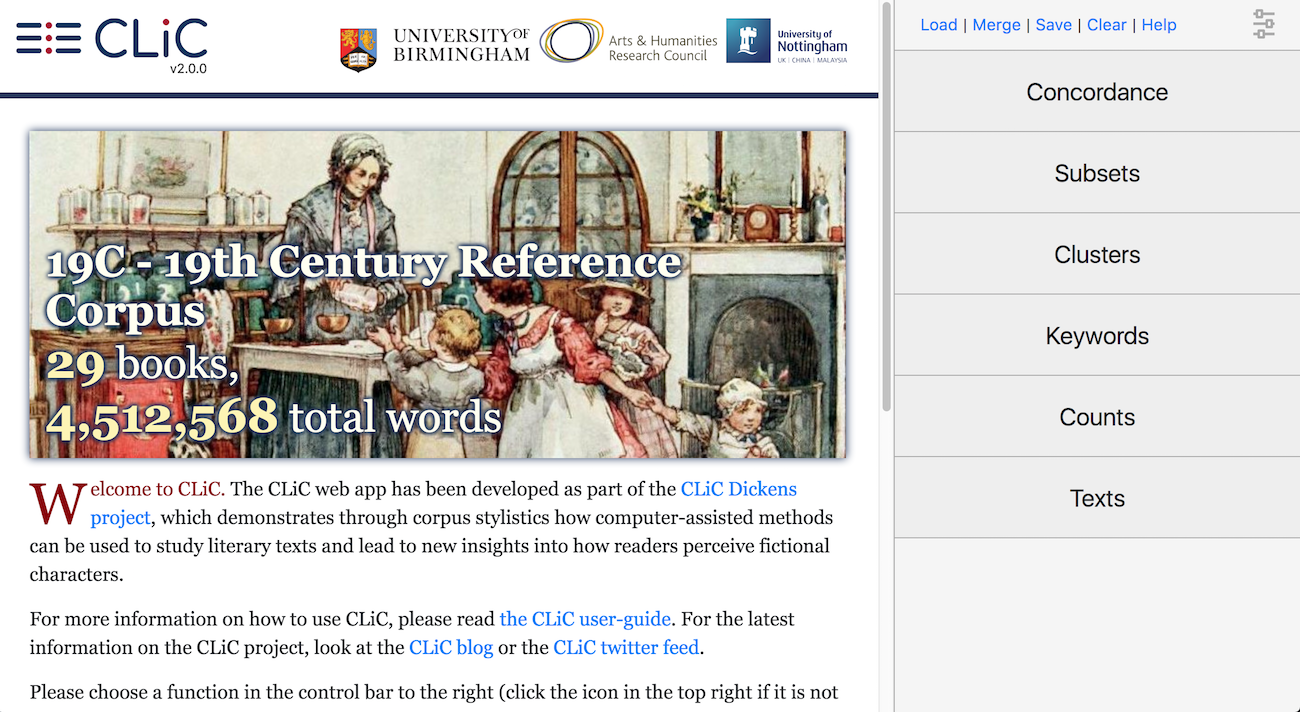 CLiC
v2.0.0
UNIVERSITYOF
BIRMINGHAM
Arts & Humanities
Research Council
University of
Nottingham
UK | CHINA | MALAYSIA
Load | Merge | Save | Clear | Help
19C - 19th Century Reference
Corpus
29 books,
4,512,568 total words
Welcome to CLiC. The CLiC web app has been developed as part of the CLiC Dickens
project, which demonstrates through corpus stylistics how computer-assisted methods
can be used to study literary texts and lead to new insights into how readers perceive fictional
characters.
For more information on how to use CLiC, please read the CLiC user-guide. For the latest
information on the CLiC project, look at the CLiC blog or the CLiC twitter feed.
Please choose a function in the control bar to the right (click the icon in the top right if it is not
Concordance
Subsets
Clusters
Keywords
Counts
Texts